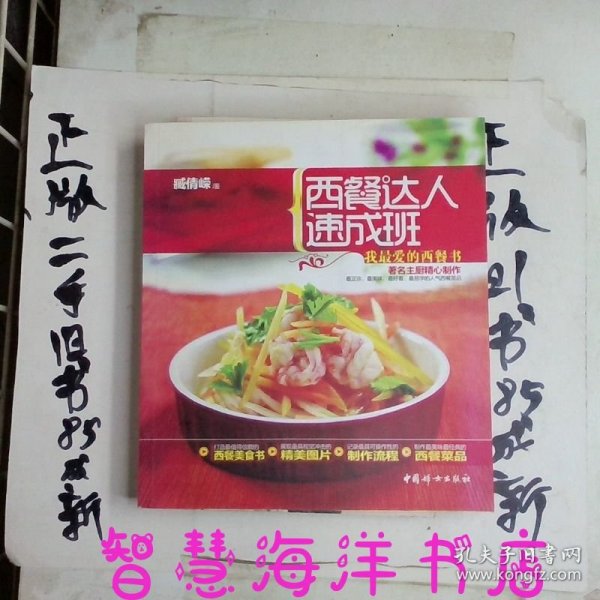 正版二手旧书85成新
臧倩嵘
西餐达人
速成班
我最爱的西餐书
著名主厨精心制作
西餐美食书
精美图片
制作流程
西餐菜品
中国妇女出版社
正版旧书85成新
智慧海洋书店
孔夫子旧书网
www.kongfz.com